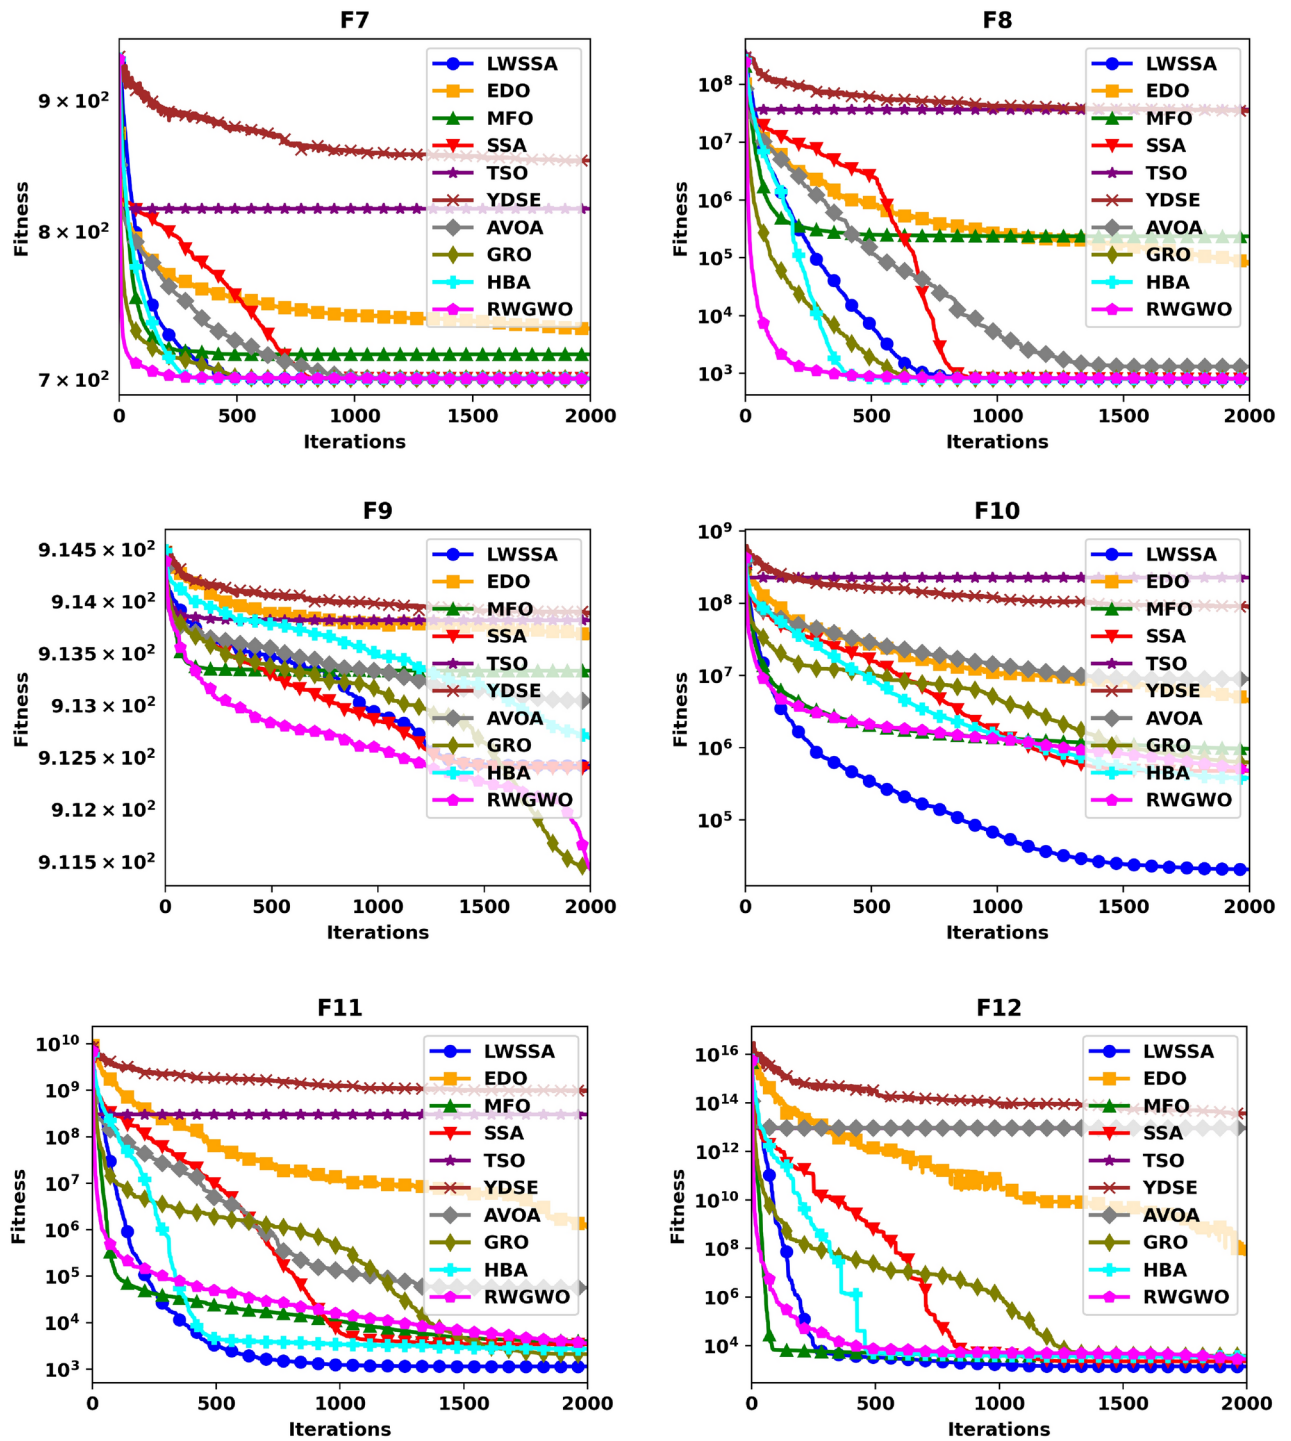 F7
Fitness
9 × 10²
8 × 10²
7 × 10²
0 500 1000 1500 2000
Iterations
LWSSA
EDO
MFO
SSA
TSO
YDSE
AVOA
GRO
HBA
RWGWO
F8
Fitness
10⁸
10⁷
10⁶
10⁵
10⁴
10³
0 500 1000 1500 2000
Iterations
LWSSA
EDO
MFO
SSA
TSO
YDSE
AVOA
GRO
HBA
RWGWO
F9
Fitness
9.145 × 10²
9.14 × 10²
9.135 × 10²
9.13 × 10²
9.125 × 10²
9.12 × 10²
9.115 × 10²
0 500 1000 1500 2000
Iterations
LWSSA
EDO
MFO
SSA
TSO
YDSE
AVOA
GRO
HBA
RWGWO
F10
Fitness
10⁹
10⁸
10⁷
10⁶
10⁵
0 500 1000 1500 2000
Iterations
LWSSA
EDO
MFO
SSA
TSO
YDSE
AVOA
GRO
HBA
RWGWO
F11
Fitness
10¹⁰
10⁹
10⁸
10⁷
10⁶
10⁵
10⁴
10³
0 500 1000 1500 2000
Iterations
LWSSA
EDO
MFO
SSA
TSO
YDSE
AVOA
GRO
HBA
RWGWO
F12
Fitness
10¹⁶
10¹⁴
10¹²
10¹⁰
10⁸
10⁶
10⁴
0 500 1000 1500 2000
Iterations
LWSSA
EDO
MFO
SSA
TSO
YDSE
AVOA
GRO
HBA
RWGWO